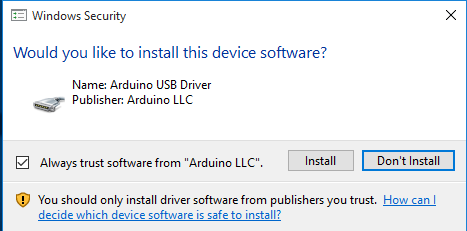 Windows Security
Would you like to install this device software?
Name: Arduino USB Driver
Publisher: Arduino LLC
Always trust software from "Arduino LLC".
Install
Don't Install
You should only install driver software from publishers you trust. How can I
decide which device software is safe to install?